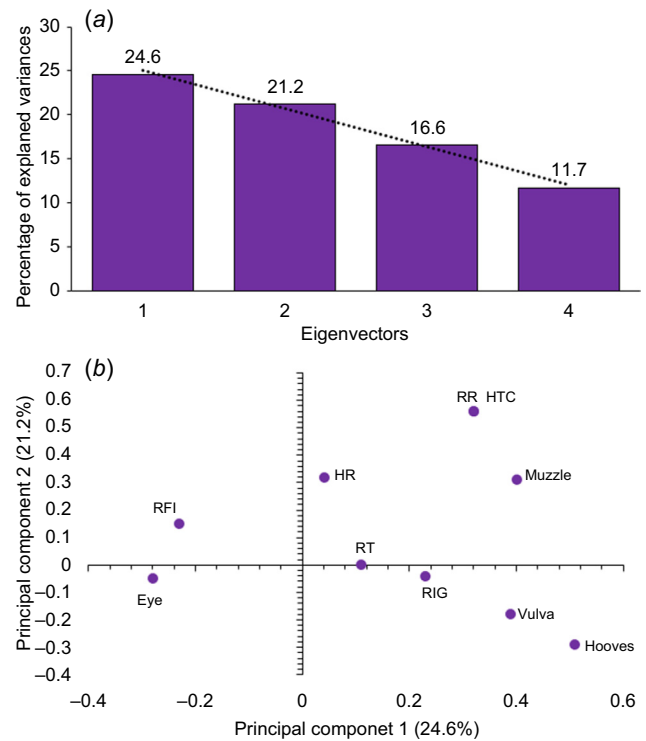 (a)
30
25
20
15
10
5
0
24.6
21.2
16.6
11.7
1 2 3 4
Percentage of explaned variances
Eigenvectors
(b)
0.7
0.6
0.5
0.4
0.3
0.2
0.1
0
–0.1
–0.2
–0.3
–0.4
Principal component 2 (21.2%)
RR HTC
Muzzle
HR
RFI
RT
RIG
Eye
Vulva
Hooves
–0.4 –0.2 0 0.2 0.4 0.6
Principal componet 1 (24.6%)